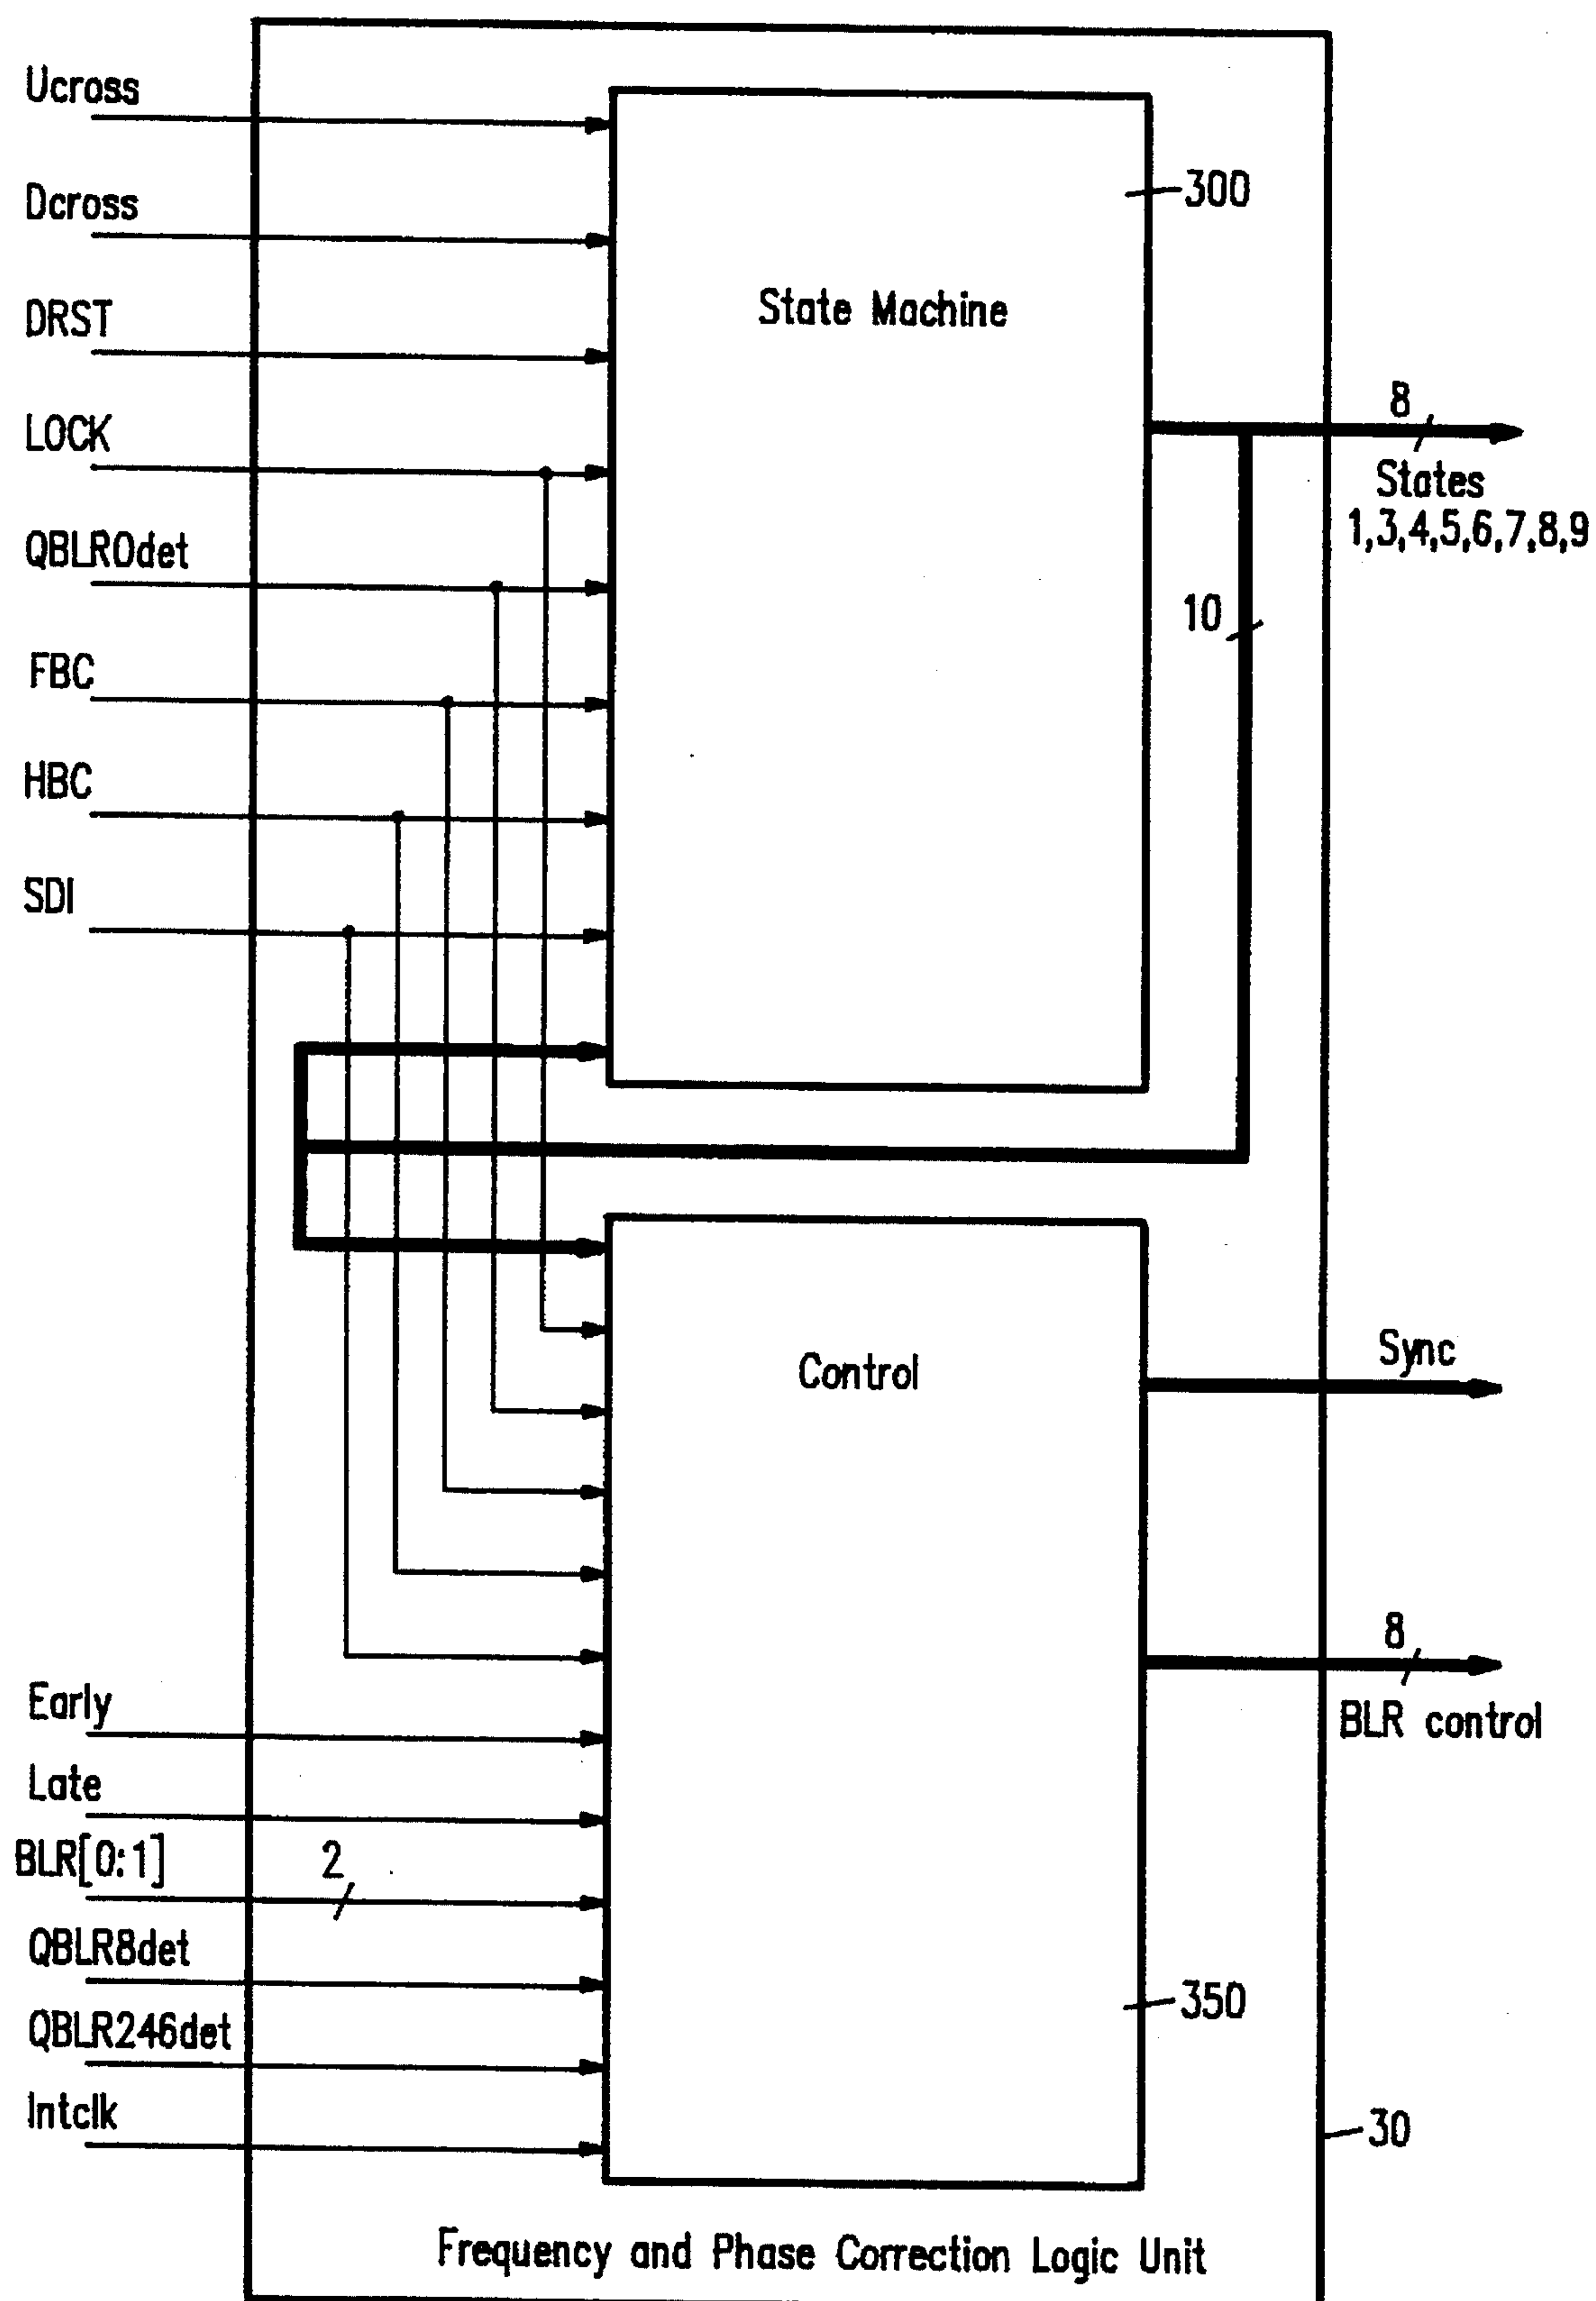 Ucross
Dcross
DRST
LOCK
QBLR0det
FBC
HBC
SDI
State Machine
300
8
States
1,3,4,5,6,7,8,9
10
Control
Sync
8
BLR control
Early
Late
BLR[0:1]
2
QBLR8det
QBLR246det
Intclk
350
30
Frequency and Phase Correction Logic Unit